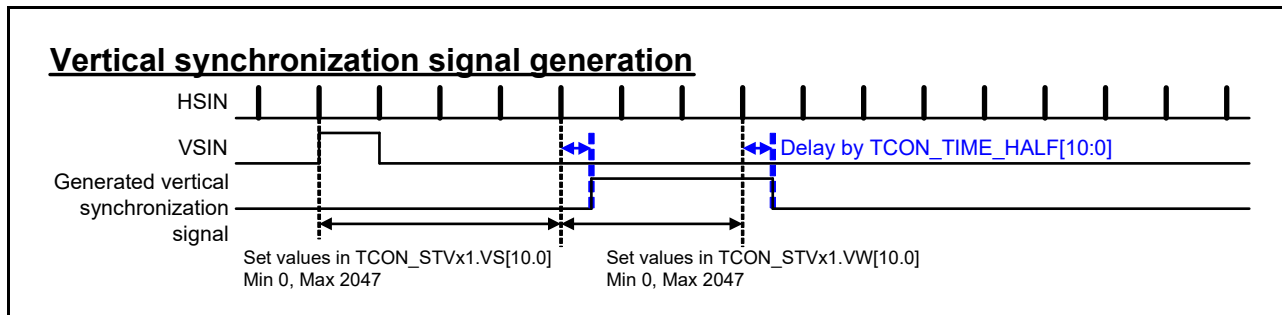 Vertical synchronization signal generation
HSIN
VSIN
Delay by TCON_TIME_HALF[10:0]
Generated vertical
synchronization
signal
Set values in TCON_STVx1.VS[10.0]
Min 0, Max 2047
Set values in TCON_STVx1.VW[10.0]
Min 0, Max 2047